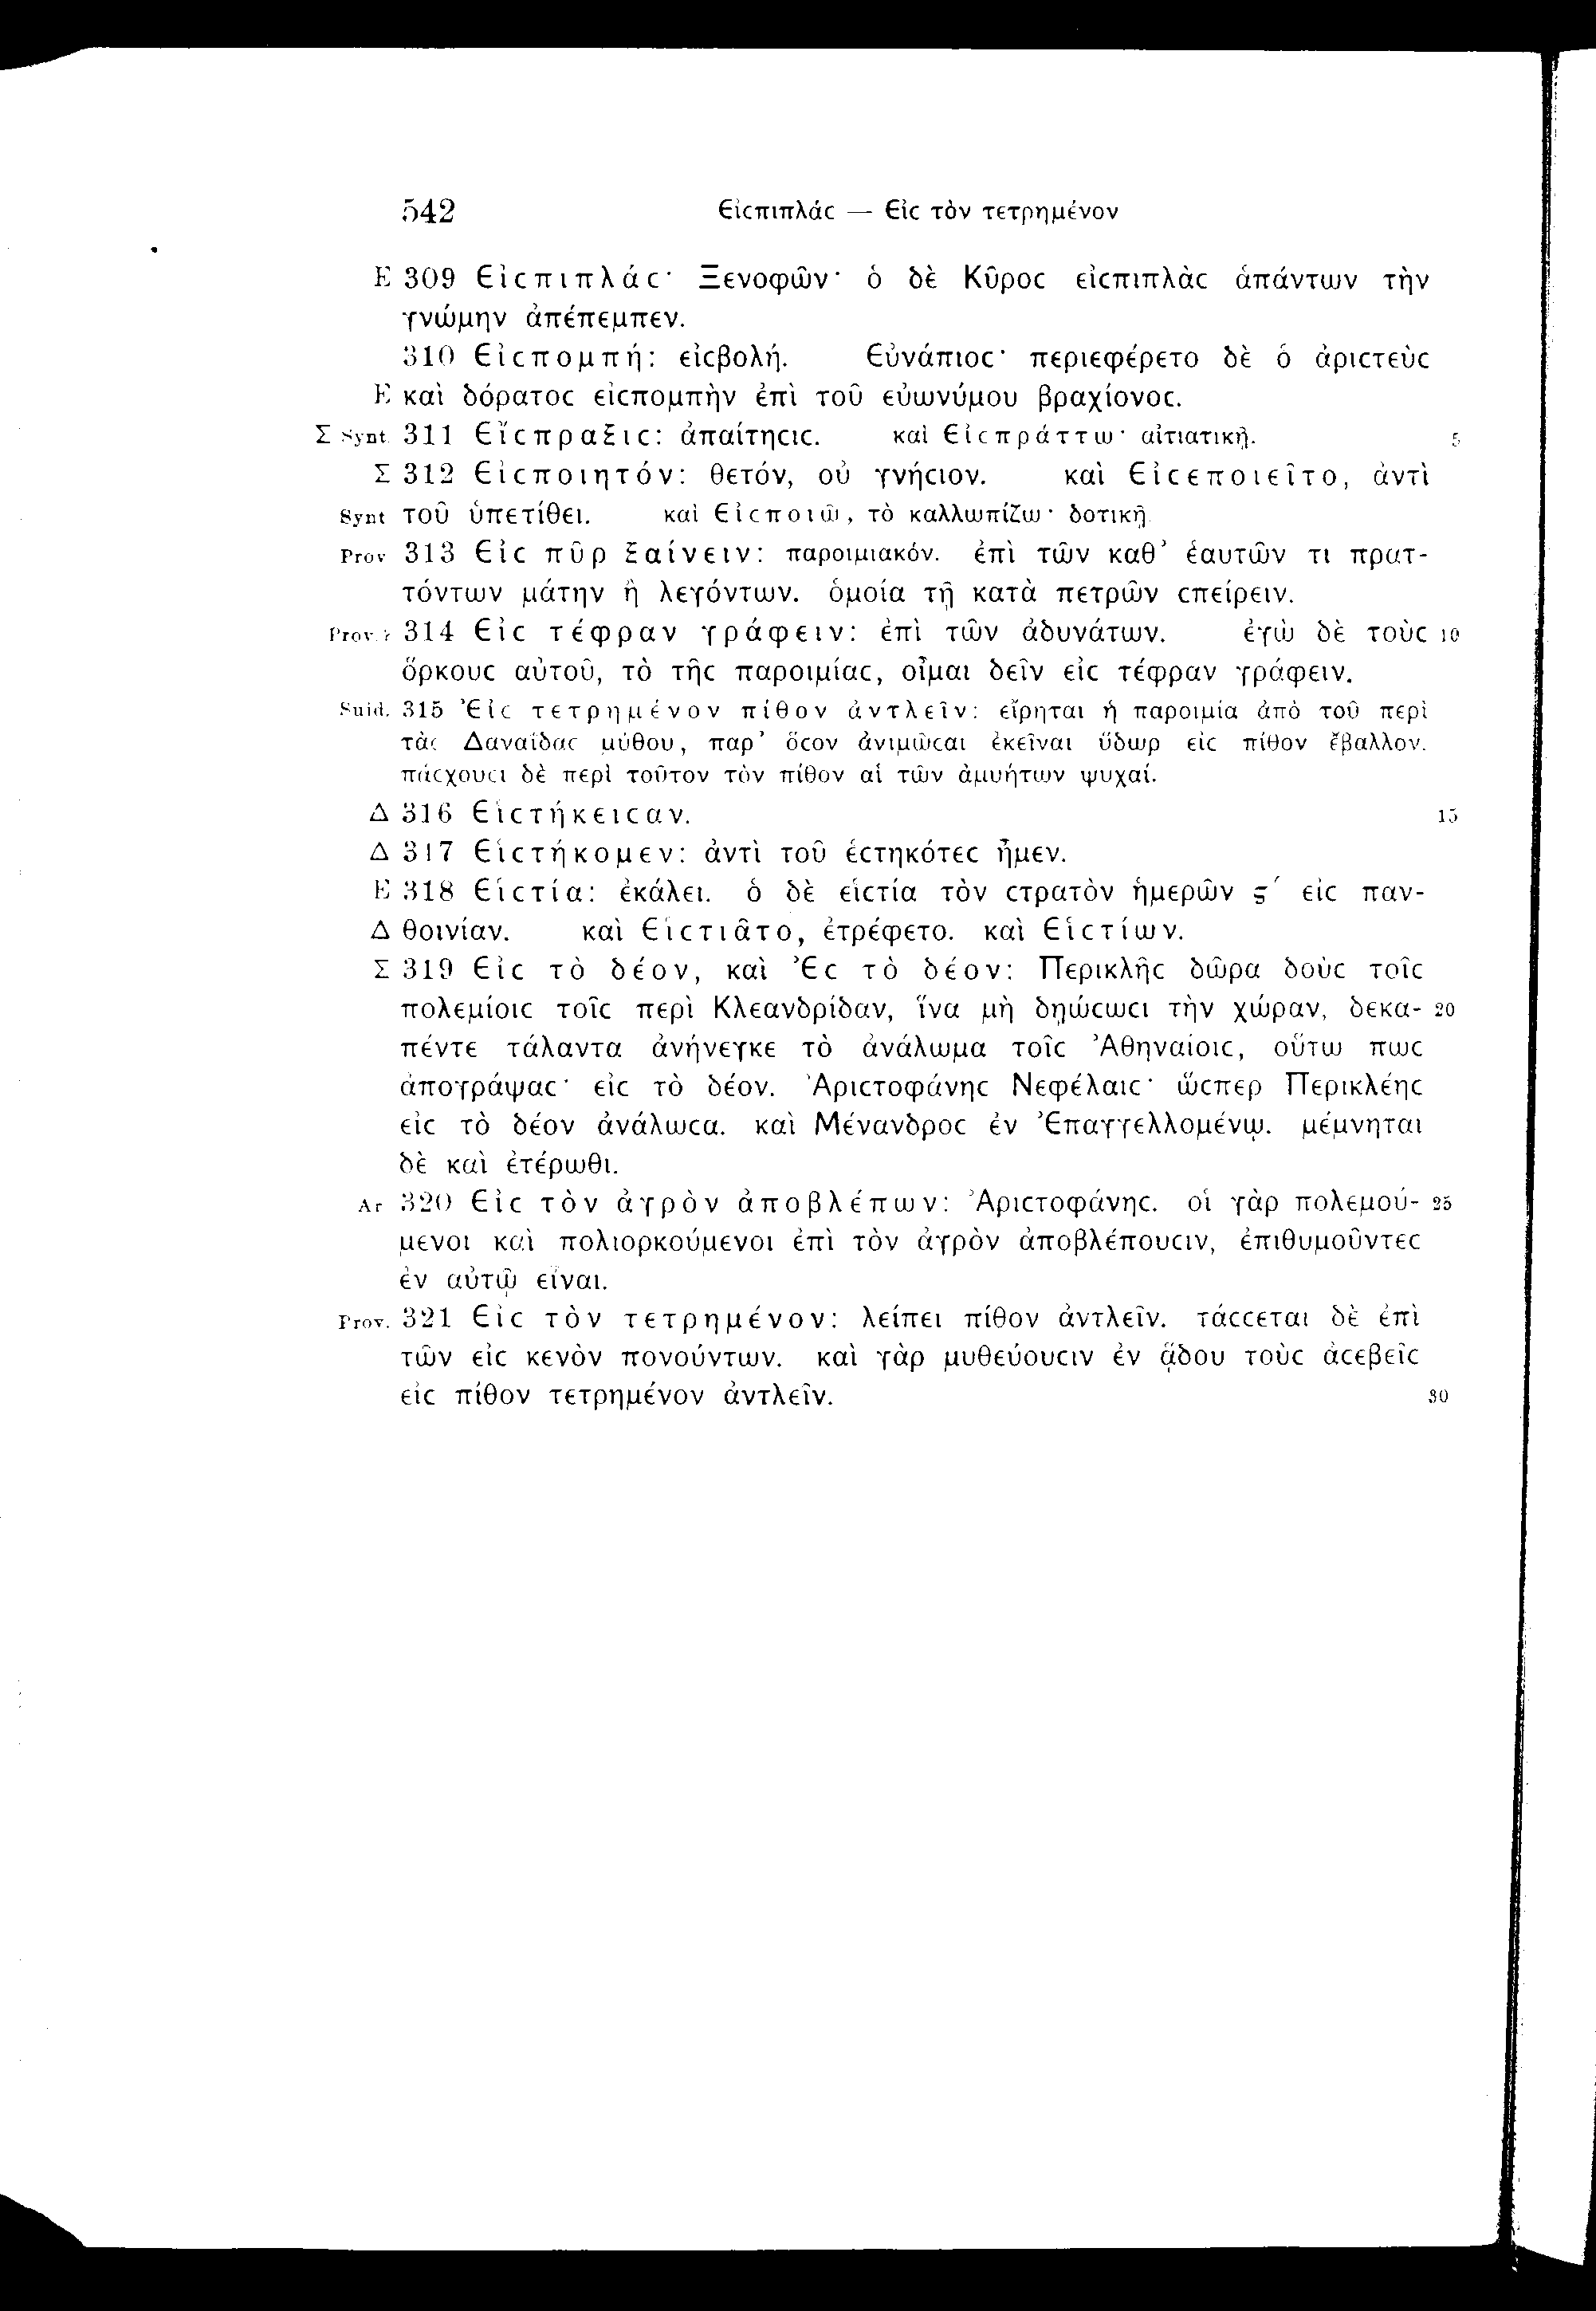 542 Εἰϲπιπλάϲ — Εἰϲ τὸν τετρημένον
E 309 Εἰϲπιπλάϲ· Ξενοφῶν· ὁ δὲ Κῦροϲ εἰϲπιπλὰϲ ἁπάντων τὴν
γνώμην ἀπέπεμπεν.
310 Εἰϲπομπή: εἰϲβολή. Εὐνάπιοϲ· περιεφέρετο δὲ ὁ ἀριϲτεὺϲ
E καὶ δόρατοϲ εἰϲπομπὴν ἐπὶ τοῦ εὐωνύμου βραχίονοϲ.
Σ Synt. 311 Εἴϲπραξιϲ: ἀπαίτηϲιϲ. καὶ Εἰϲπράττω· αἰτιατικῇ. 5
Σ 312 Εἰϲποιητόν: θετόν, οὐ γνήϲιον. καὶ Εἰϲεποιεῖτο, ἀντὶ
Synt τοῦ ὑπετίθει. καὶ Εἰϲποιῶ, τὸ καλλωπίζω· δοτικῇ
Prov 313 Εἰϲ πῦρ ξαίνειν: παροιμιακόν. ἐπὶ τῶν καθ’ ἑαυτῶν τι πρατ-
τόντων μάτην ἢ λεγόντων. ὁμοία τῇ κατὰ πετρῶν ϲπείρειν.
Prov. ? 314 Εἰϲ τέφραν γράφειν: ἐπὶ τῶν ἀδυνάτων. ἐγὼ δὲ τοὺϲ 10
ὅρκουϲ αὐτοῦ, τὸ τῆϲ παροιμίαϲ, οἶμαι δεῖν εἰϲ τέφραν γράφειν.
Suid. 315 Ἐἰϲ τετρημένον πίθον ἀντλεῖν: εἴρηται ἡ παροιμία ἀπὸ τοῦ περὶ
τὰϲ Δαναίδαϲ μύθου, παρ’ ὅϲον ἀνιμῶϲαι ἐκεῖναι ὕδωρ εἰϲ πίθον ἔβαλλον.
πάϲχουϲι δὲ περὶ τοῦτον τὸν πίθον αἱ τῶν ἀμυήτων ψυχαί.
Δ 316 Εἱϲτήκειϲαν. 15
Δ 317 Εἱϲτήκομεν: ἀντὶ τοῦ ἑϲτηκότεϲ ἦμεν.
E 318 Εἱϲτία: ἐκάλει. ὁ δὲ εἱϲτία τὸν ϲτρατὸν ἡμερῶν ϛ´ εἰϲ παν-
Δ θοινίαν. καὶ Εἱϲτιᾶτο, ἐτρέφετο. καὶ Εἱϲτίων.
Σ 319 Εἰϲ τὸ δέον, καὶ Ἐϲ τὸ δέον: Περικλῆϲ δῶρα δοὺϲ τοῖϲ
πολεμίοιϲ τοῖϲ περὶ Κλεανδρίδαν, ἵνα μὴ δῃώϲωϲι τὴν χώραν, δεκα- 20
πέντε τάλαντα ἀνήνεγκε τὸ ἀνάλωμα τοῖϲ Ἀθηναίοιϲ, οὕτω πωϲ
ἀπογράψαϲ· εἰϲ τὸ δέον. Ἀριϲτοφάνηϲ Νεφέλαιϲ· ὥϲπερ Περικλέηϲ
εἰϲ τὸ δέον ἀνάλωϲα. καὶ Μένανδροϲ ἐν Ἐπαγγελλομένῳ. μέμνηται
δὲ καὶ ἑτέρωθι.
Ar 320 Εἰϲ τὸν ἀγρὸν ἀποβλέπων: Ἀριϲτοφάνηϲ. οἱ γὰρ πολεμού- 25
μενοι καὶ πολιορκούμενοι ἐπὶ τὸν ἀγρὸν ἀποβλέπουϲιν, ἐπιθυμοῦντεϲ
ἐν αὐτῷ εἶναι.
Prov. 321 Εἰϲ τὸν τετρημένον: λείπει πίθον ἀντλεῖν. τάϲϲεται δὲ ἐπὶ
τῶν εἰϲ κενὸν πονούντων. καὶ γὰρ μυθεύουϲιν ἐν ᾅδου τοὺϲ ἀϲεβεῖϲ
εἰϲ πίθον τετρημένον ἀντλεῖν. 30